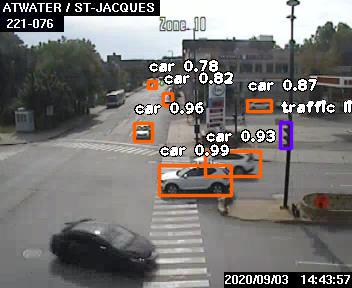 ATWATER / ST-JACQUES
221-076
Zone 10
car 0.78
car 0.82
car 0.87
car 0.96
traffic l
car 0.93
car 0.99
2020/09/03 14:43:57